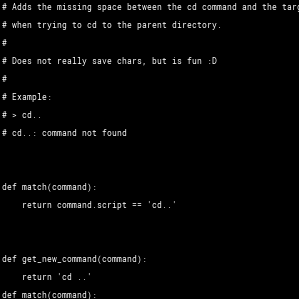 # Adds the missing space between the cd command and the
# when trying to cd to the parent directory.
#
# Does not really save chars, but is fun :D
#
# Example:
# > cd..
# cd..: command not found
def match(command):
    return command.script == 'cd..'
def get_new_command(command):
    return 'cd ..'
def match(command):